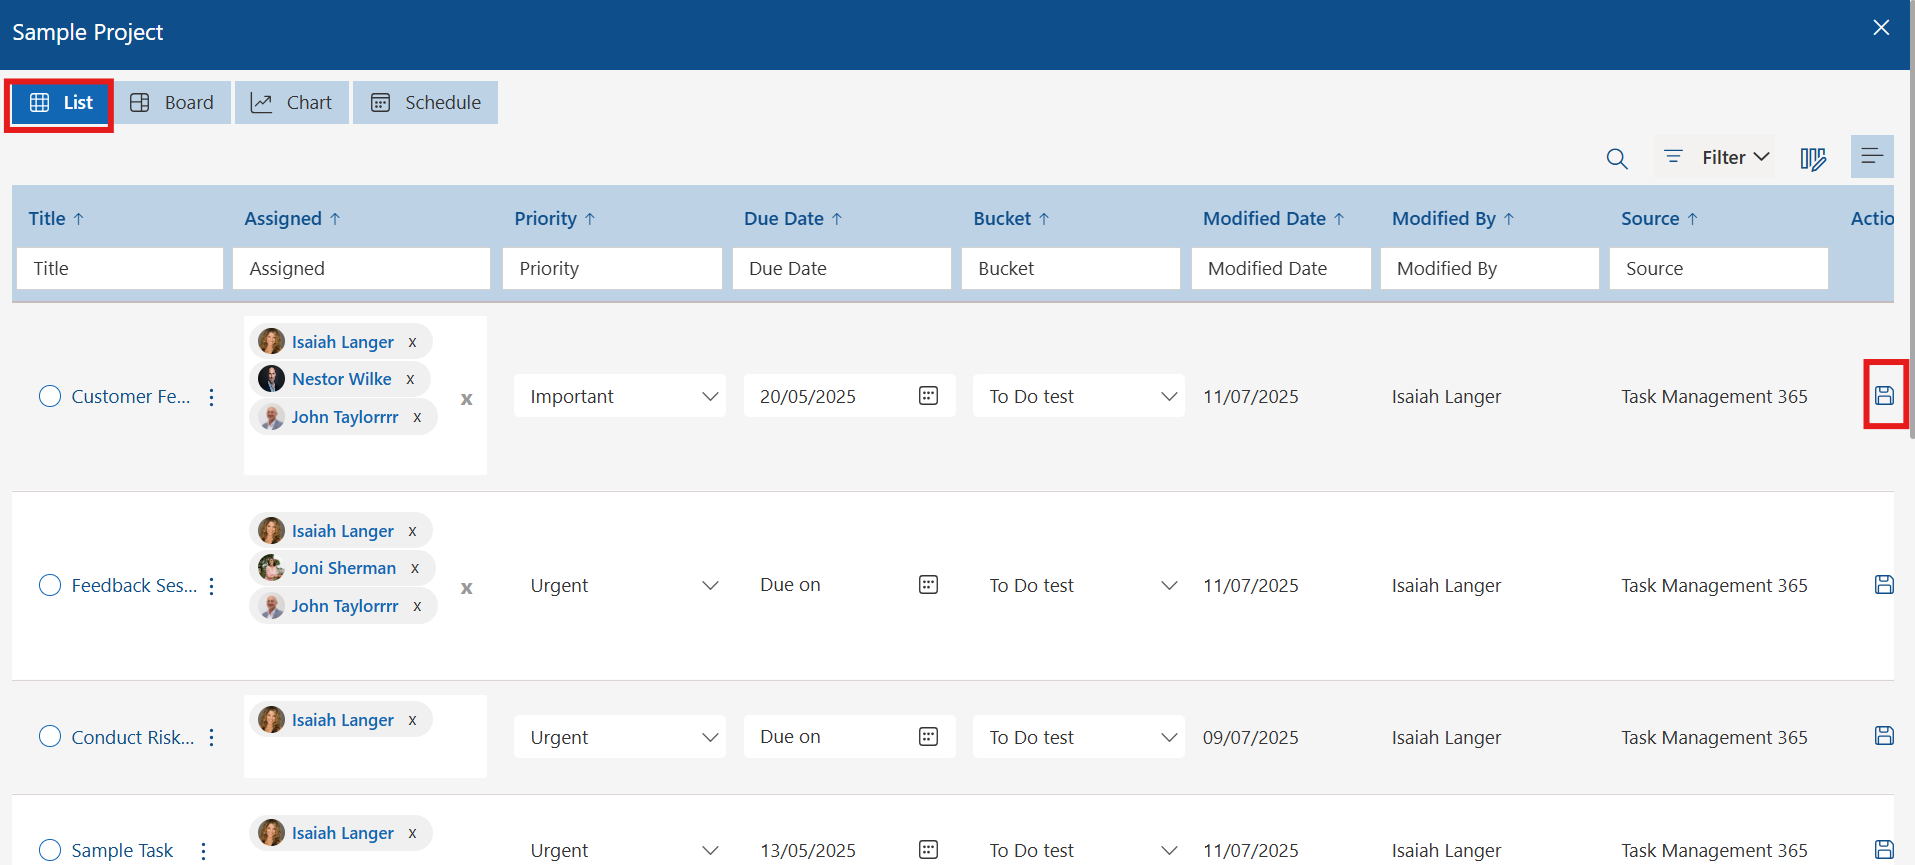 Sample Project
List Board Chart Schedule
Filter
Title ↑ Assigned ↑ Priority ↑ Due Date ↑ Bucket ↑ Modified Date ↑ Modified By ↑ Source ↑ Actio
Title Assigned Priority Due Date Bucket Modified Date Modified By Source
Isaiah Langer x
Nestor Wilke x
Customer Fe... x Important 20/05/2025 To Do test 11/07/2025 Isaiah Langer Task Management 365
John Taylorrrr x
Isaiah Langer x
Joni Sherman x
Feedback Ses... x Urgent Due on To Do test 11/07/2025 Isaiah Langer Task Management 365
John Taylorrrr x
Isaiah Langer x
Conduct Risk... Urgent Due on To Do test 09/07/2025 Isaiah Langer Task Management 365
Isaiah Langer x
Sample Task Urgent 13/05/2025 To Do test 11/07/2025 Isaiah Langer Task Management 365